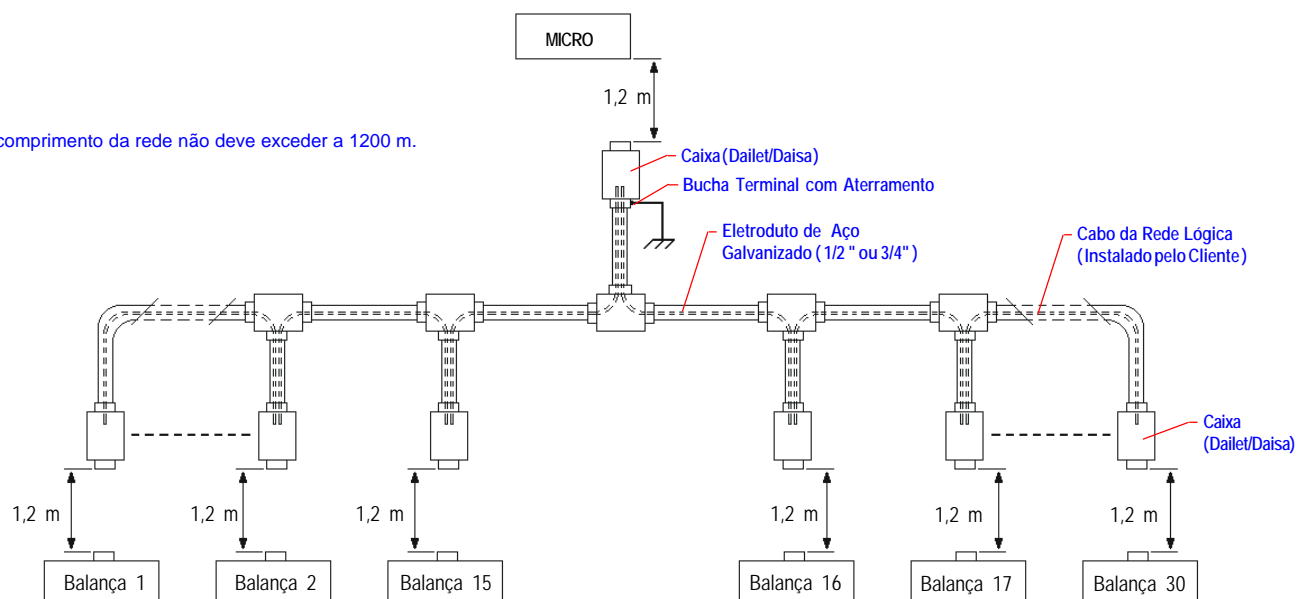 MICRO
1,2 m
comprimento da rede não deve exceder a 1200 m.
Caixa (Dailet/Daisa)
Bucha Terminal com Aterramento
Eletroduto de Aço
Galvanizado ( 1/2 " ou 3/4" )
Cabo da Rede Lógica
(Instalado pelo Cliente)
Caixa
(Dailet/Daisa)
1,2 m
1,2 m
1,2 m
1,2 m
1,2 m
1,2 m
Balança 1
Balança 2
Balança 15
Balança 16
Balança 17
Balança 30